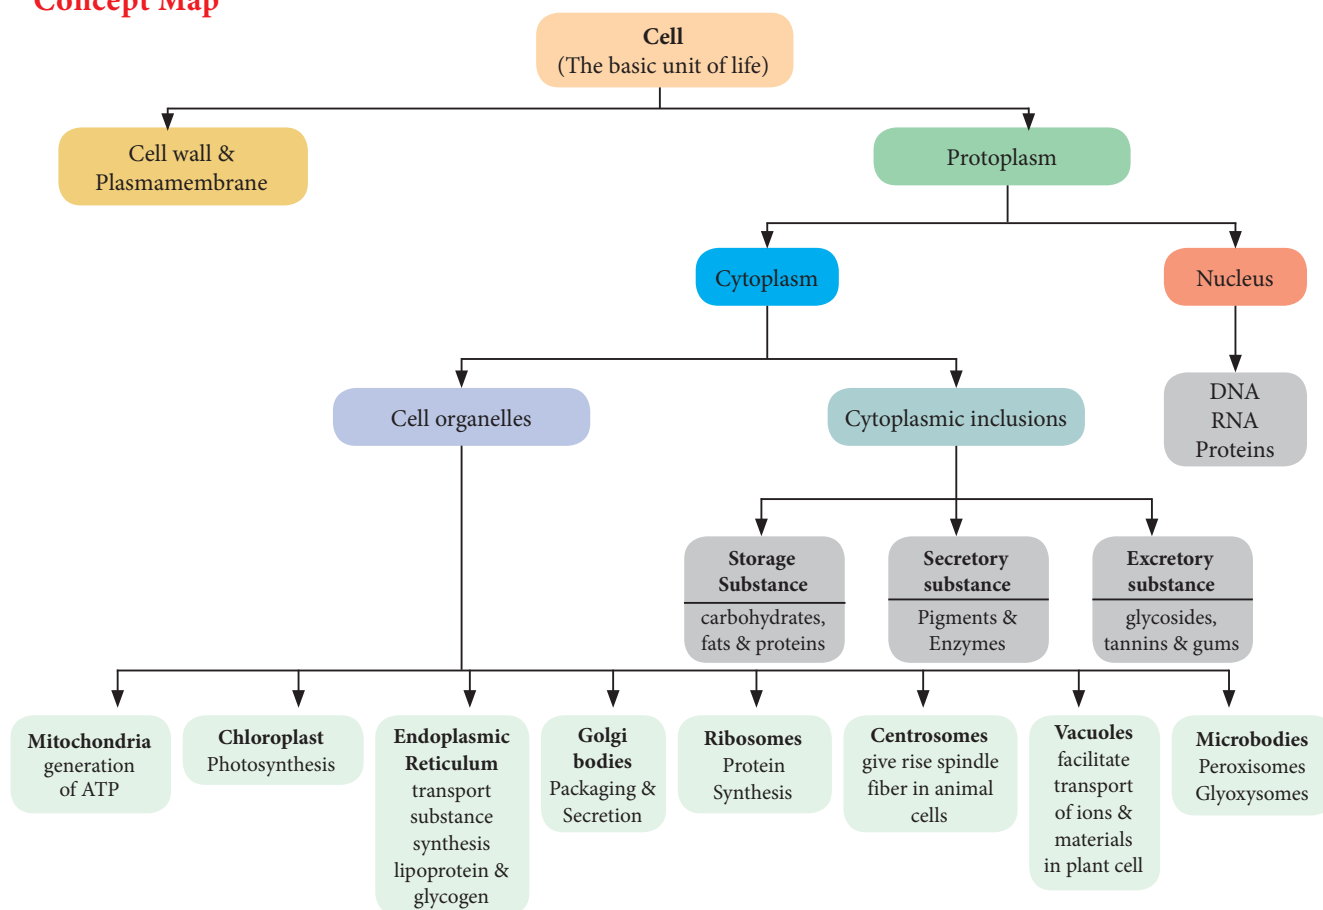 Concept Map
Cell
(The basic unit of life)
Cell wall &
Plasmamembrane
Protoplasm
Cytoplasm
Nucleus
Cell organelles
Cytoplasmic inclusions
DNA
RNA
Proteins
Storage
Substance
carbohydrates,
fats & proteins
Secretory
substance
Pigments &
Enzymes
Excretory
substance
glycosides,
tannins & gums
Mitochondria
generation
of ATP
Chloroplast
Photosynthesis
Endoplasmic
Reticulum
transport
substance
synthesis
lipoprotein &
glycogen
Golgi
bodies
Packaging &
Secretion
Ribosomes
Protein
Synthesis
Centrosomes
give rise spindle
fiber in animal
cells
Vacuoles
facilitate
transport
of ions &
materials
in plant cell
Microbodies
Peroxisomes
Glyoxysomes